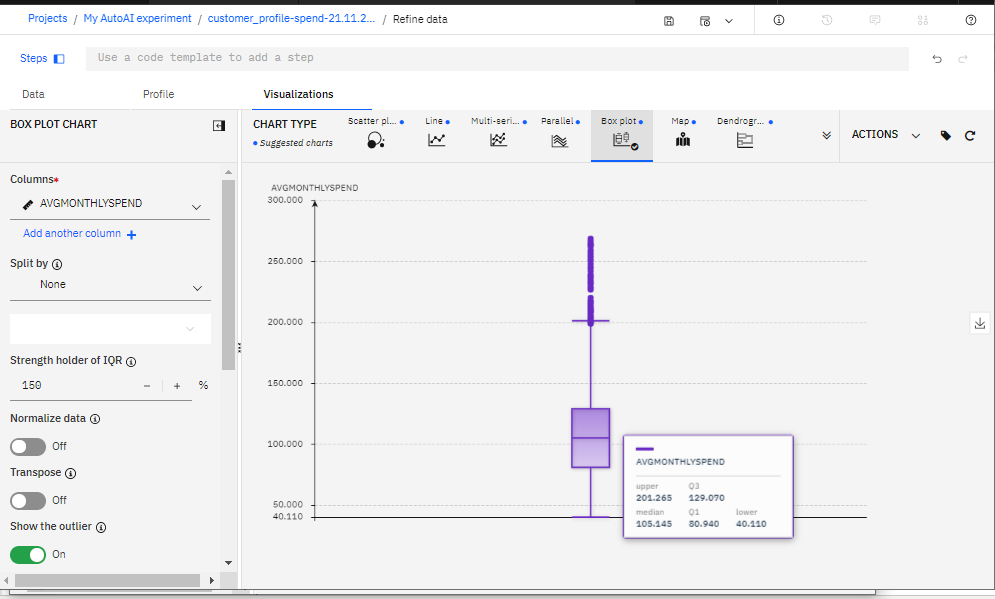 Projects / My AutoAI experiment / customer_profile-spend-21.11.2... / Refine data
Steps
Use a code template to add a step
Data Profile Visualizations
BOX PLOT CHART
CHART TYPE
Suggested charts
Scatter pl... Line Multi-seri... Parallel Box plot Map Dendrogr...
ACTIONS
Columns*
AVGMONTHLYSPEND
Add another column +
Split by
None
Strength holder of IQR
150 − + %
Normalize data
Off
Transpose
Off
Show the outlier
On
AVGMONTHLYSPEND
300.000
250.000
200.000
150.000
100.000
50.000
40.110
AVGMONTHLYSPEND
upper Q3
201.265 129.070
median Q1 lower
105.145 80.940 40.110